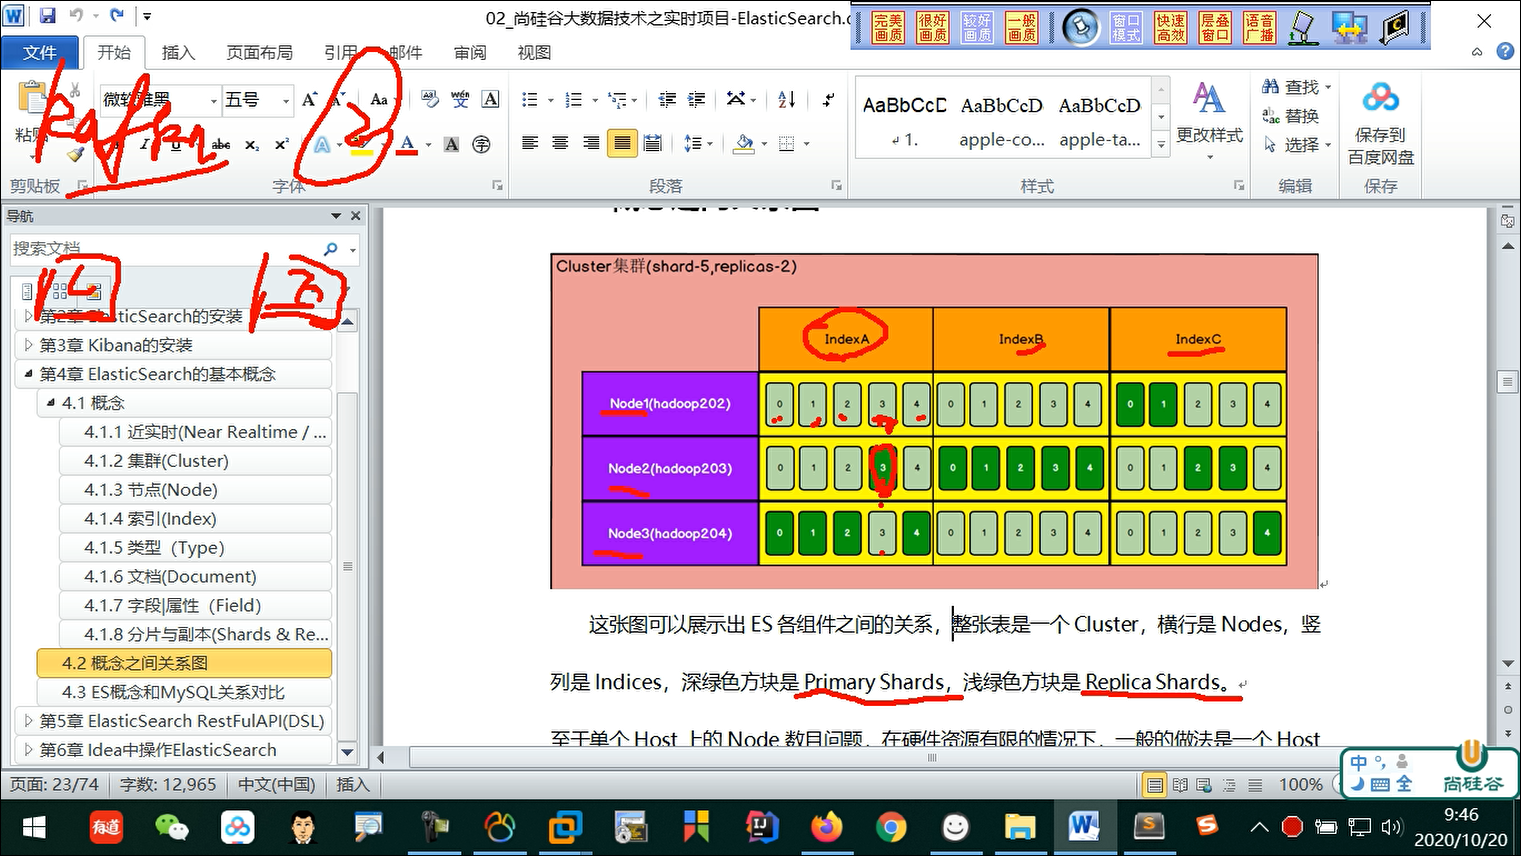 02_尚硅谷大数据技术之实时项目-ElasticSearch.d
完美画质 很好画质 较好画质 一般画质 窗口模式 快速高效 层叠窗口 语音广播
文件 开始 插入 页面布局 引用 邮件 审阅 视图
微软雅黑 五号
粘贴
剪贴板 字体 段落 样式 编辑 保存
AaBbCcD AaBbCcD AaBbCcD
1. apple-co... apple-ta...
更改样式
查找
替换
选择
保存到
百度网盘
kafka
导航
搜索文档
第2章 ElasticSearch的安装
第3章 Kibana的安装
第4章 ElasticSearch的基本概念
4.1 概念
4.1.1 近实时(Near Realtime / ...
4.1.2 集群(Cluster)
4.1.3 节点(Node)
4.1.4 索引(Index)
4.1.5 类型（Type）
4.1.6 文档(Document)
4.1.7 字段|属性（Field）
4.1.8 分片与副本(Shards & Re...
4.2 概念之间关系图
4.3 ES概念和MySQL关系对比
第5章 ElasticSearch RestFulAPI(DSL)
第6章 Idea中操作ElasticSearch
Cluster集群(shard-5,replicas-2)
IndexA IndexB IndexC
Node1(hadoop202) 0 1 2 3 4 0 1 2 3 4 0 1 2 3 4
Node2(hadoop203) 0 1 2 3 4 0 1 2 3 4 0 1 2 3 4
Node3(hadoop204) 0 1 2 3 4 0 1 2 3 4 0 1 2 3 4
这张图可以展示出 ES 各组件之间的关系，整张表是一个 Cluster，横行是 Nodes，竖
列是 Indices，深绿色方块是 Primary Shards，浅绿色方块是 Replica Shards。
至于单个 Host 上的 Node 数目问题，在硬件资源有限的情况下，一般的做法是一个 Host
页面: 23/74 字数: 12,965 中文(中国) 插入 100%
中 全 尚硅谷
有道
9:46
2020/10/20